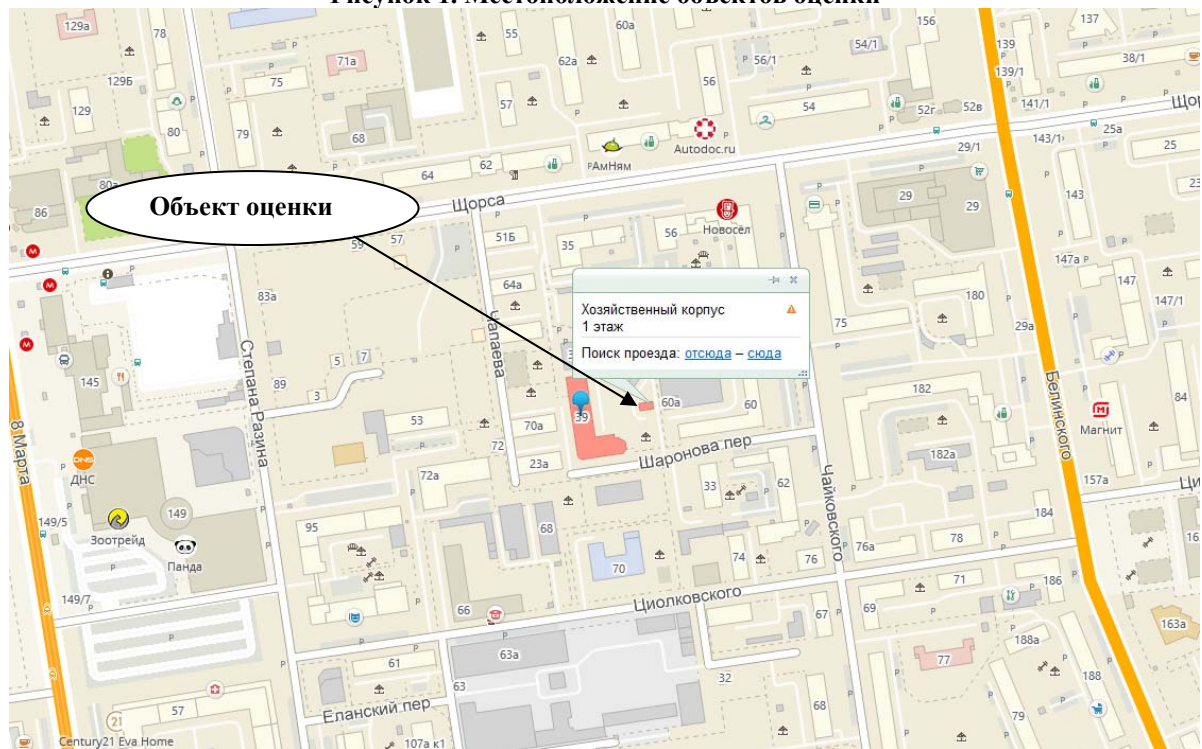 Рисунок 1. Местоположение объектов оценки
129а
78
55
60а
156
137
54/1
139
38/1
71а
62а
P 56/1
139/1
129Б
75
56
57
54
52г
52в
141/1
129
80
79
68
Autodoc.ru
Щор
143/1
25а
29/1
25
АмНям
62
64
80а
Объект оценки
86
Щорса
29
29
143
23
59
57
51Б
35
56
Новосёл
147а P
147
64а
83а
180
147/1
Хозяйственный корпус
1 этаж
Поиск проезда: отсюда – сюда
75
29а
Чапаева
Степана Разина
5
7
89
3
145
182
84
Белинского
Магнит
39
60а
60
53
70а
72
23а
Шаронова пер
182а
8 Марта
ДНС
72а
33
62
Чайковского
157а
Ци
149/5
149
95
68
184
16
Зоотрейд
Панда
70
74
76
76а
78
71
186
149/7
Циолковского
66
67
69
163а
188а
61
63а
77
188
63
32
57
68
79
Еланский пер
21
Century21 Eva Home
107а к1